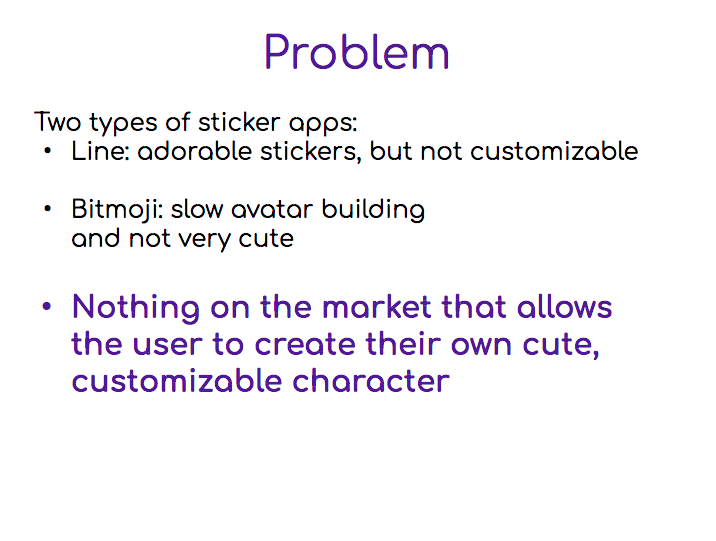 Problem
Two types of sticker apps:
• Line: adorable stickers, but not customizable
• Bitmoji: slow avatar building
and not very cute
• Nothing on the market that allows
the user to create their own cute,
customizable character